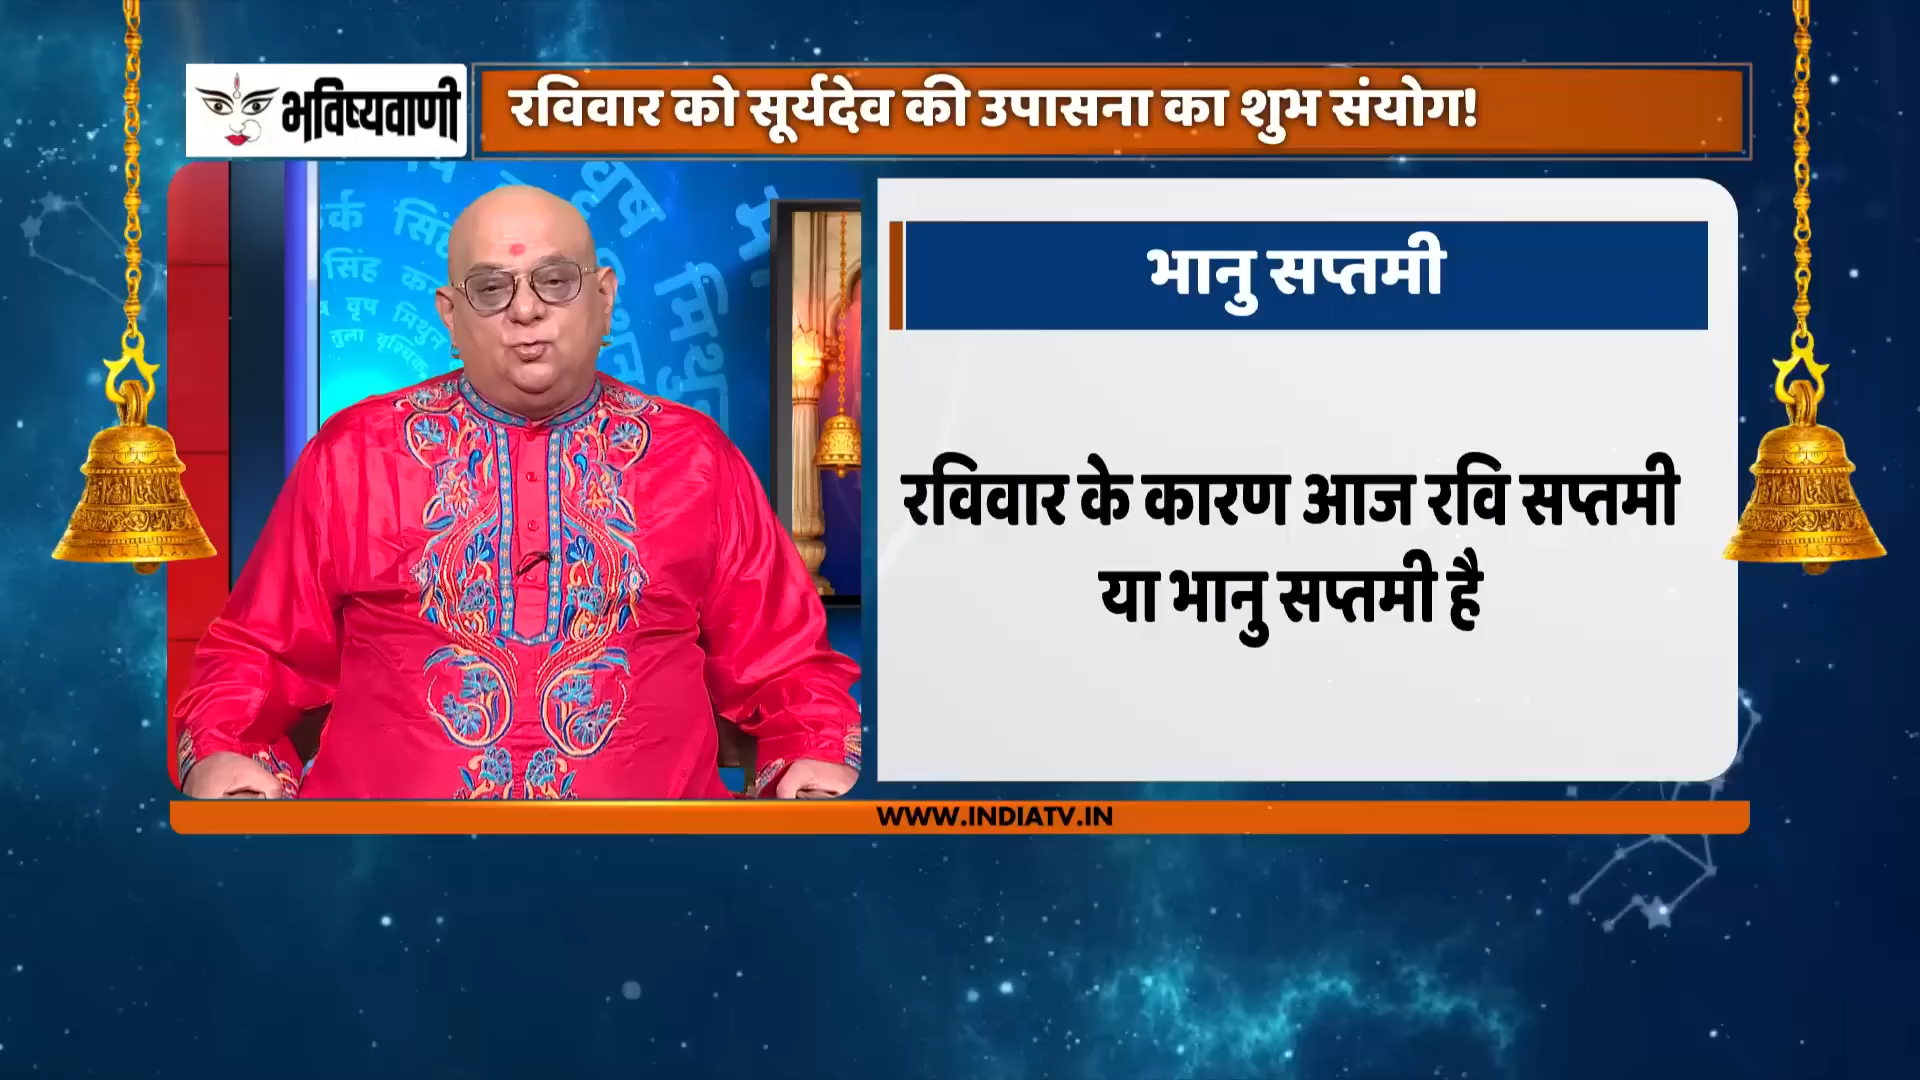 भविष्यवाणी
रविवार को सूर्यदेव की उपासना का शुभ संयोग!
वृष
र्क सिंह
सिंह कन
मिथुन
वृष मिथुन
तुला वृश्चिक
भानु सप्तमी
रविवार के कारण आज रवि सप्तमी
या भानु सप्तमी है
WWW.INDIATV.IN